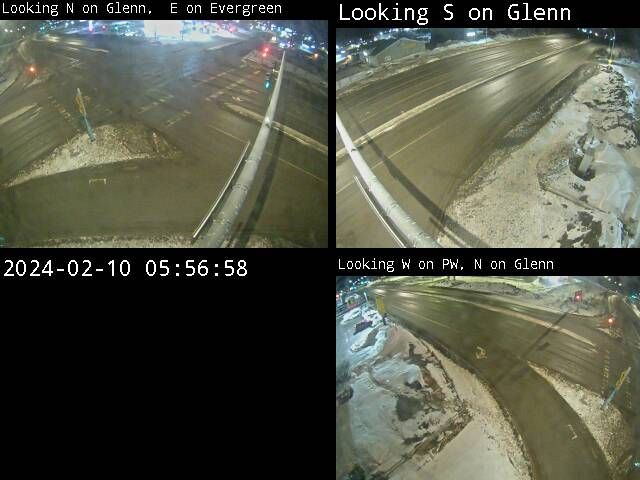 Looking N on Glenn,  E on Evergreen
Looking S on Glenn
2024-02-10 05:56:58
Looking W on PW, N on Glenn